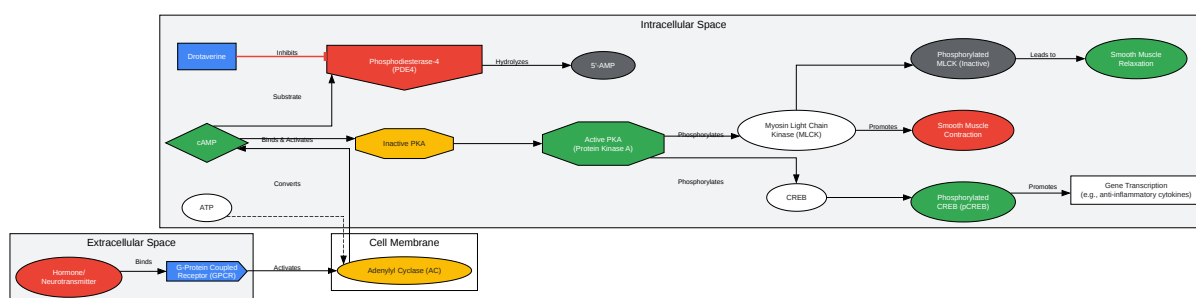 Intracellular Space
Drotaverine
Inhibits
Phosphodiesterase-4
(PDE4)
Hydrolyzes
5'-AMP
Phosphorylated
MLCK (Inactive)
Leads to
Smooth Muscle
Relaxation
Substrate
cAMP
Binds & Activates
Inactive PKA
Active PKA
(Protein Kinase A)
Phosphorylates
Myosin Light Chain
Kinase (MLCK)
Promotes
Smooth Muscle
Contraction
Converts
Phosphorylates
ATP
CREB
Phosphorylated
CREB (pCREB)
Promotes
Gene Transcription
(e.g., anti-inflammatory cytokines)
Extracellular Space
Hormone/
Neurotransmitter
Binds
G-Protein Coupled
Receptor (GPCR)
Activates
Cell Membrane
Adenylyl Cyclase (AC)